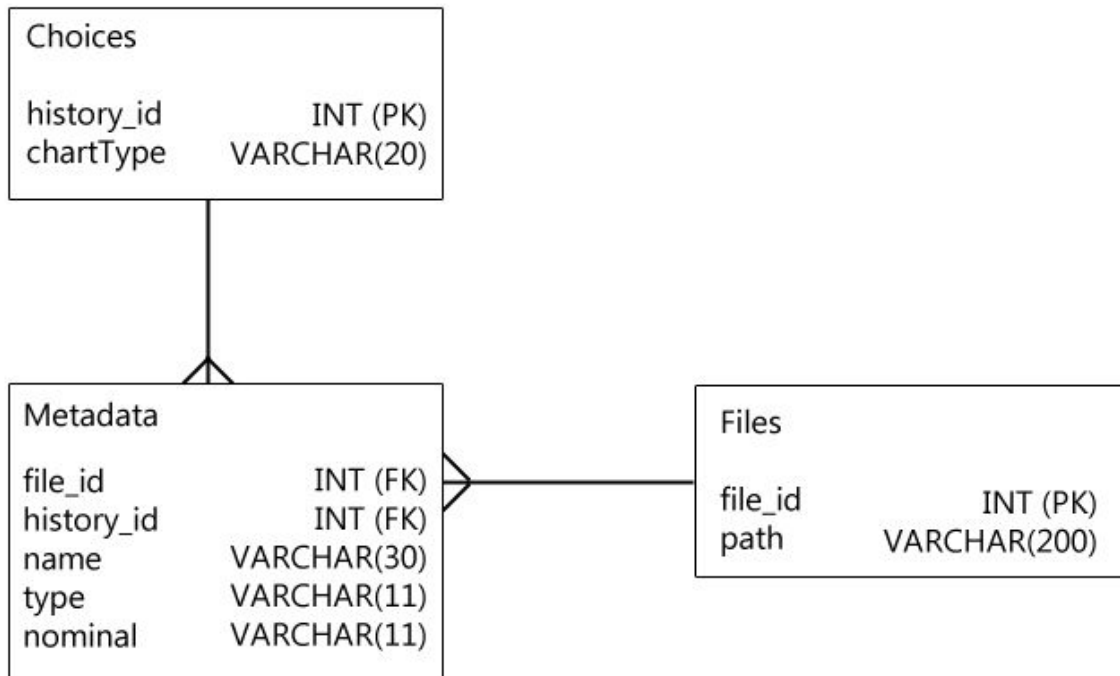 Choices
history_id INT (PK)
chartType VARCHAR(20)
Metadata
file_id INT (FK)
history_id INT (FK)
name VARCHAR(30)
type VARCHAR(11)
nominal VARCHAR(11)
Files
file_id INT (PK)
path VARCHAR(200)